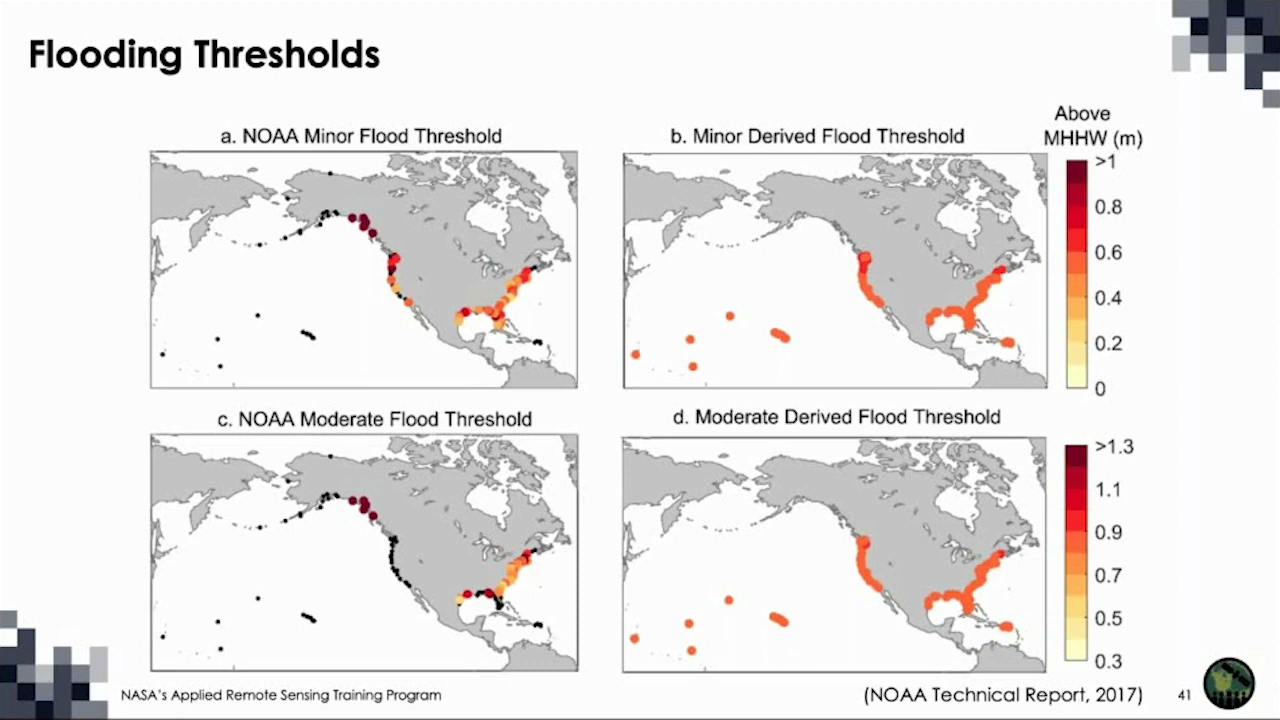 Flooding Thresholds
Above
MHHW (m)
a. NOAA Minor Flood Threshold
b. Minor Derived Flood Threshold
>1
0.8
0.6
0.4
0.2
0
c. NOAA Moderate Flood Threshold
d. Moderate Derived Flood Threshold
>1.3
1.1
0.9
0.7
0.5
0.3
NASA's Applied Remote Sensing Training Program
(NOAA Technical Report, 2017)
41